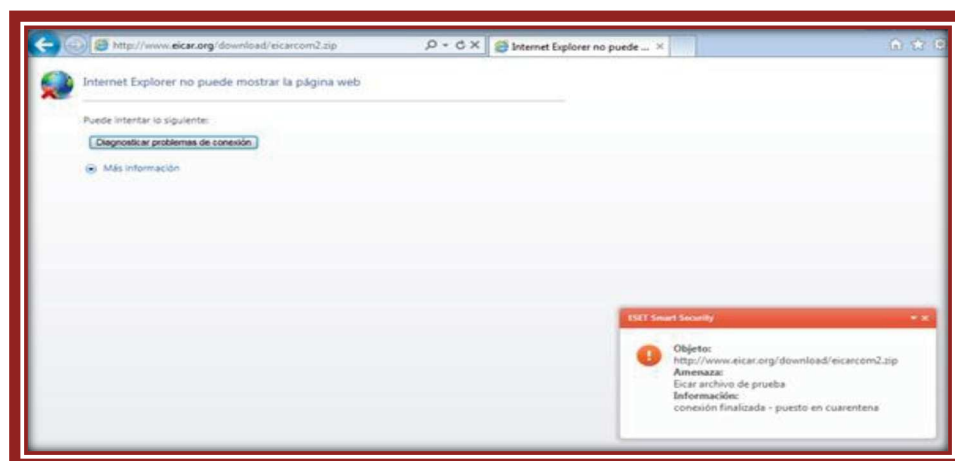 http://www.eicar.org/download/eicarcom2.zip
Internet Explorer no puede ...
Internet Explorer no puede mostrar la página web
Puede intentar lo siguiente:
Diagnosticar problemas de conexión
Más información
ESET Smart Security
Objeto:
http://www.eicar.org/download/eicarcom2.zip
Amenaza:
Eicar archivo de prueba
Información:
conexión finalizada - puesto en cuarentena